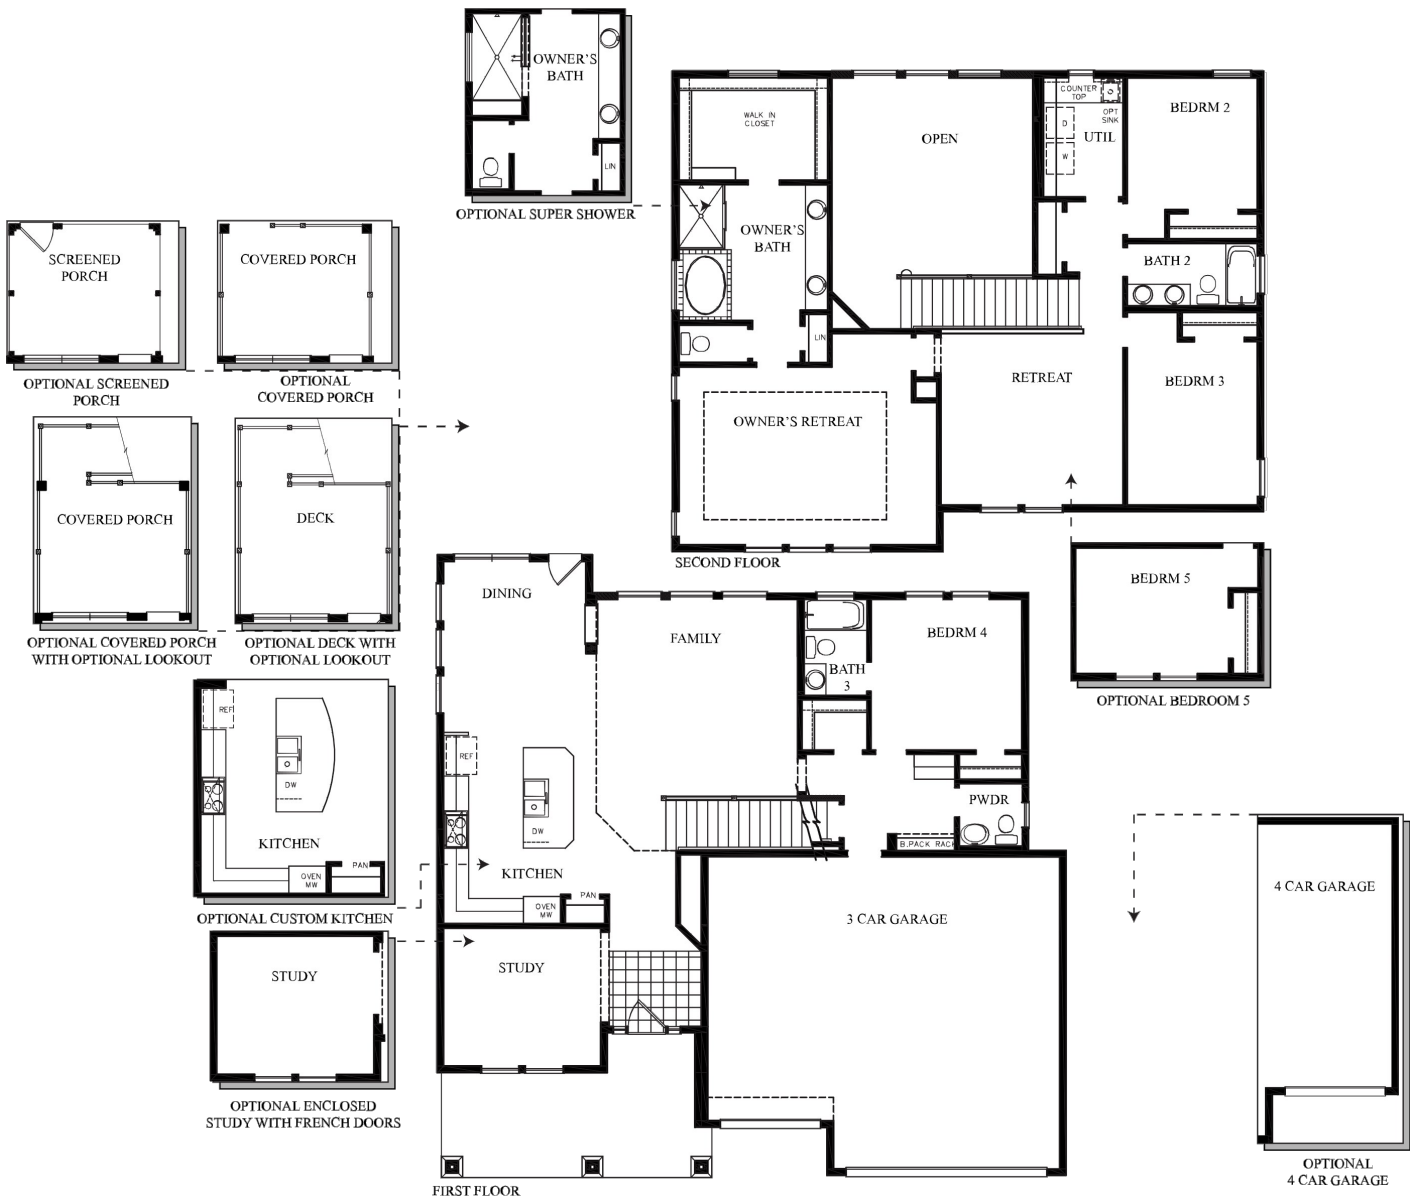 OWNER'S
BATH
LIN
OPTIONAL SUPER SHOWER
WALK IN
CLOSET
OPEN
COUNTER
TOP
OPT
SINK
D
UTIL
W
BEDRM 2
OWNER'S
BATH
BATH 2
LIN
RETREAT
BEDRM 3
OWNER'S RETREAT
SECOND FLOOR
SCREENED
PORCH
OPTIONAL SCREENED
PORCH
COVERED PORCH
OPTIONAL
COVERED PORCH
COVERED PORCH
OPTIONAL COVERED PORCH
WITH OPTIONAL LOOKOUT
DECK
OPTIONAL DECK WITH
OPTIONAL LOOKOUT
BEDRM 5
OPTIONAL BEDROOM 5
REF
DW
KITCHEN
PAN
OVEN
MW
OPTIONAL CUSTOM KITCHEN
STUDY
OPTIONAL ENCLOSED
STUDY WITH FRENCH DOORS
DINING
FAMILY
BEDRM 4
BATH
3
REF
DW
KITCHEN
PAN
OVEN
MW
PWDR
B.PACK RACK
3 CAR GARAGE
STUDY
FIRST FLOOR
4 CAR GARAGE
OPTIONAL
4 CAR GARAGE